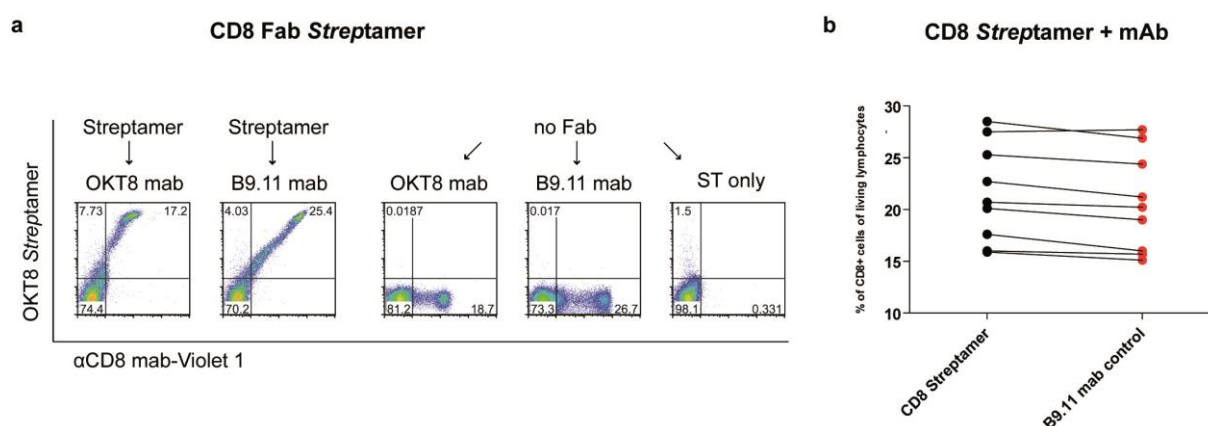 a
CD8 Fab Streptamer
Streptamer
Streptamer
no Fab
OKT8 mab
B9.11 mab
OKT8 mab
B9.11 mab
ST only
OKT8 Streptamer
7.73 17.2
74.4
4.03 25.4
70.2
0.0187
81.2 18.7
0.017
73.3 26.7
1.5
98.1 0.331
αCD8 mab-Violet 1
b
CD8 Streptamer + mAb
% of CD8+ cells of living lymphocytes
30
25
20
15
10
CD8 Streptamer
B9.11 mab control